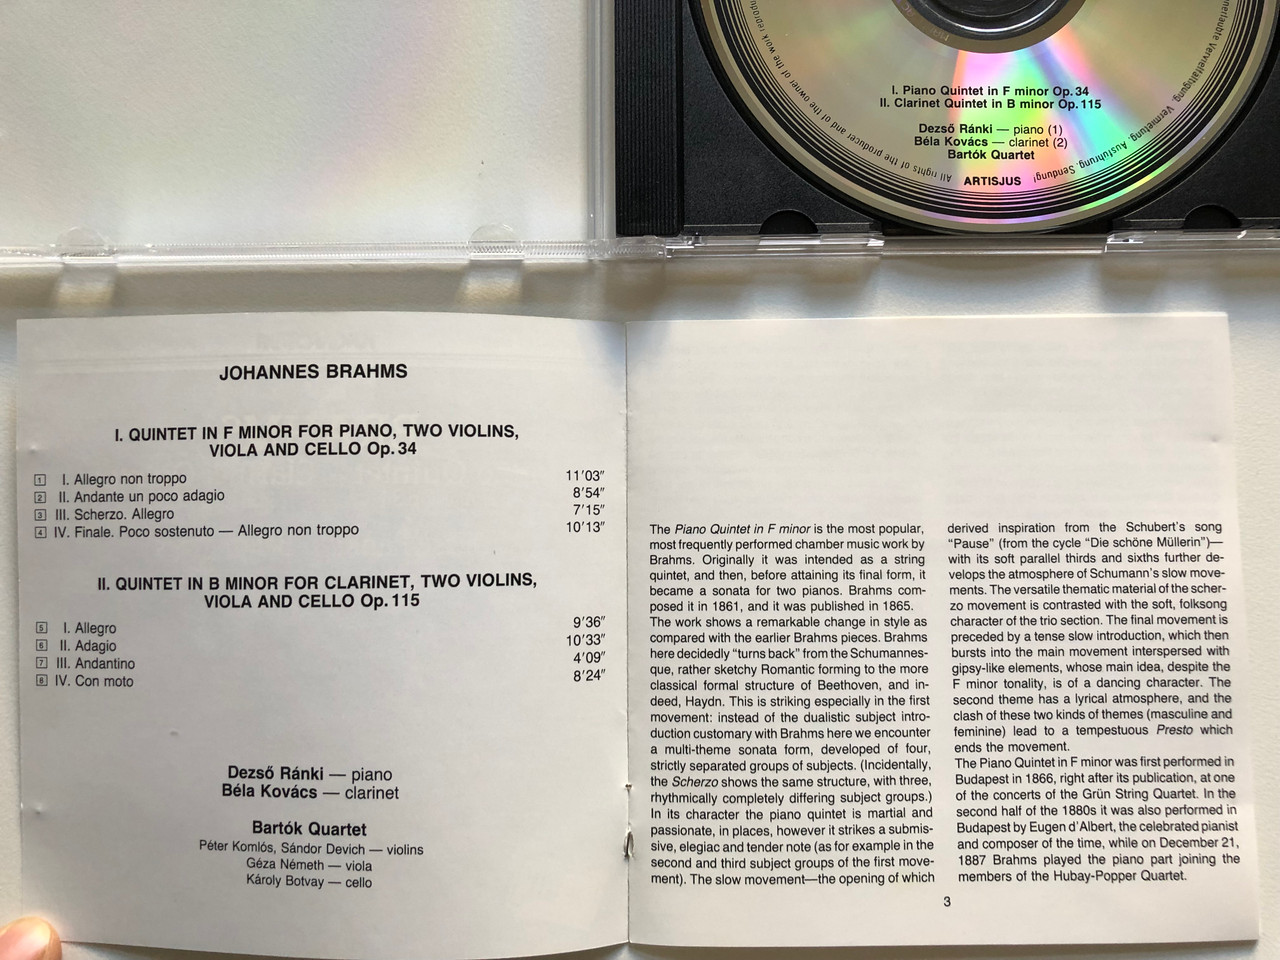 I. Piano Quintet in F minor Op. 34
II. Clarinet Quintet in B minor Op. 115
Dezső Ránki — piano (1)
Béla Kovács — clarinet (2)
Bartók Quartet
ARTISJUS
All rights of the producer and of the owner of the work reprodu
nerlaubte Vervielfältigung, Vermietung, Ausführung, Sendung!
JOHANNES BRAHMS
I. QUINTET IN F MINOR FOR PIANO, TWO VIOLINS,
VIOLA AND CELLO Op. 34
1 I. Allegro non troppo 11′03″
2 II. Andante un poco adagio 8′54″
3 III. Scherzo. Allegro 7′15″
4 IV. Finale. Poco sostenuto — Allegro non troppo 10′13″
II. QUINTET IN B MINOR FOR CLARINET, TWO VIOLINS,
VIOLA AND CELLO Op. 115
5 I. Allegro 9′36″
6 II. Adagio 10′33″
7 III. Andantino 4′09″
8 IV. Con moto 8′24″
Dezső Ránki — piano
Béla Kovács — clarinet
Bartók Quartet
Péter Komlós, Sándor Devich — violins
Géza Németh — viola
Károly Botvay — cello
The Piano Quintet in F minor is the most popular,
most frequently performed chamber music work by
Brahms. Originally it was intended as a string
quintet, and then, before attaining its final form, it
became a sonata for two pianos. Brahms com-
posed it in 1861, and it was published in 1865.
The work shows a remarkable change in style as
compared with the earlier Brahms pieces. Brahms
here decidedly “turns back” from the Schumannes-
que, rather sketchy Romantic forming to the more
classical formal structure of Beethoven, and in-
deed, Haydn. This is striking especially in the first
movement: instead of the dualistic subject intro-
duction customary with Brahms here we encounter
a multi-theme sonata form, developed of four,
strictly separated groups of subjects. (Incidentally,
the Scherzo shows the same structure, with three,
rhythmically completely differing subject groups.)
In its character the piano quintet is martial and
passionate, in places, however it strikes a submis-
sive, elegiac and tender note (as for example in the
second and third subject groups of the first move-
ment). The slow movement—the opening of which
derived inspiration from the Schubert's song
“Pause” (from the cycle “Die schöne Müllerin”)—
with its soft parallel thirds and sixths further de-
velops the atmosphere of Schumann's slow move-
ments. The versatile thematic material of the scher-
zo movement is contrasted with the soft, folksong
character of the trio section. The final movement is
preceded by a tense slow introduction, which then
bursts into the main movement interspersed with
gipsy-like elements, whose main idea, despite the
F minor tonality, is of a dancing character. The
second theme has a lyrical atmosphere, and the
clash of these two kinds of themes (masculine and
feminine) lead to a tempestuous Presto which
ends the movement.
The Piano Quintet in F minor was first performed in
Budapest in 1866, right after its publication, at one
of the concerts of the Grün String Quartet. In the
second half of the 1880s it was also performed in
Budapest by Eugen d'Albert, the celebrated pianist
and composer of the time, while on December 21,
1887 Brahms played the piano part joining the
members of the Hubay-Popper Quartet.
3